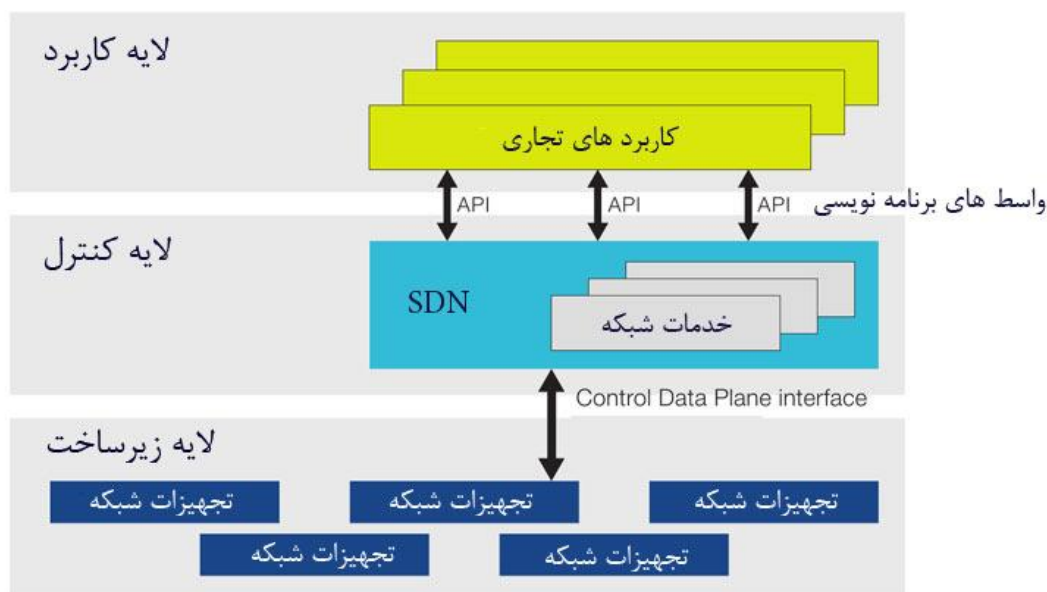 لایه کاربرد
کاربرد های تجاری
API API API واسط های برنامه نویسی
لایه کنترل
SDN
خدمات شبکه
Control Data Plane interface
لایه زیرساخت
تجهیزات شبکه تجهیزات شبکه تجهیزات شبکه
تجهیزات شبکه تجهیزات شبکه